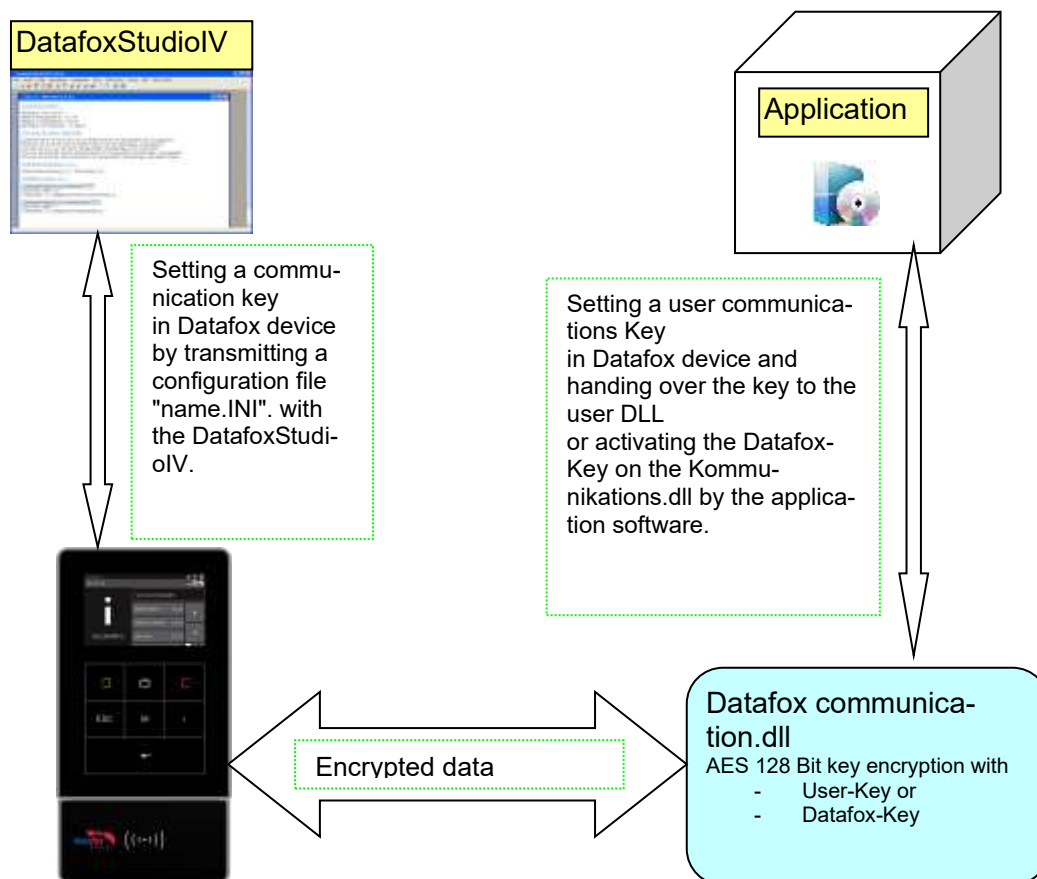 DatafoxStudioIV
Application
Setting a commu-
nication key
in Datafox device
by transmitting a
configuration file
"name.INI". with
the DatafoxStudi-
oIV.
Setting a user communica-
tions Key
in Datafox device and
handing over the key to the
user DLL
or activating the Datafox-
Key on the Kommu-
nikations.dll by the applica-
tion software.
Encrypted data
Datafox communica-
tion.dll
AES 128 Bit key encryption with
- User-Key or
- Datafox-Key